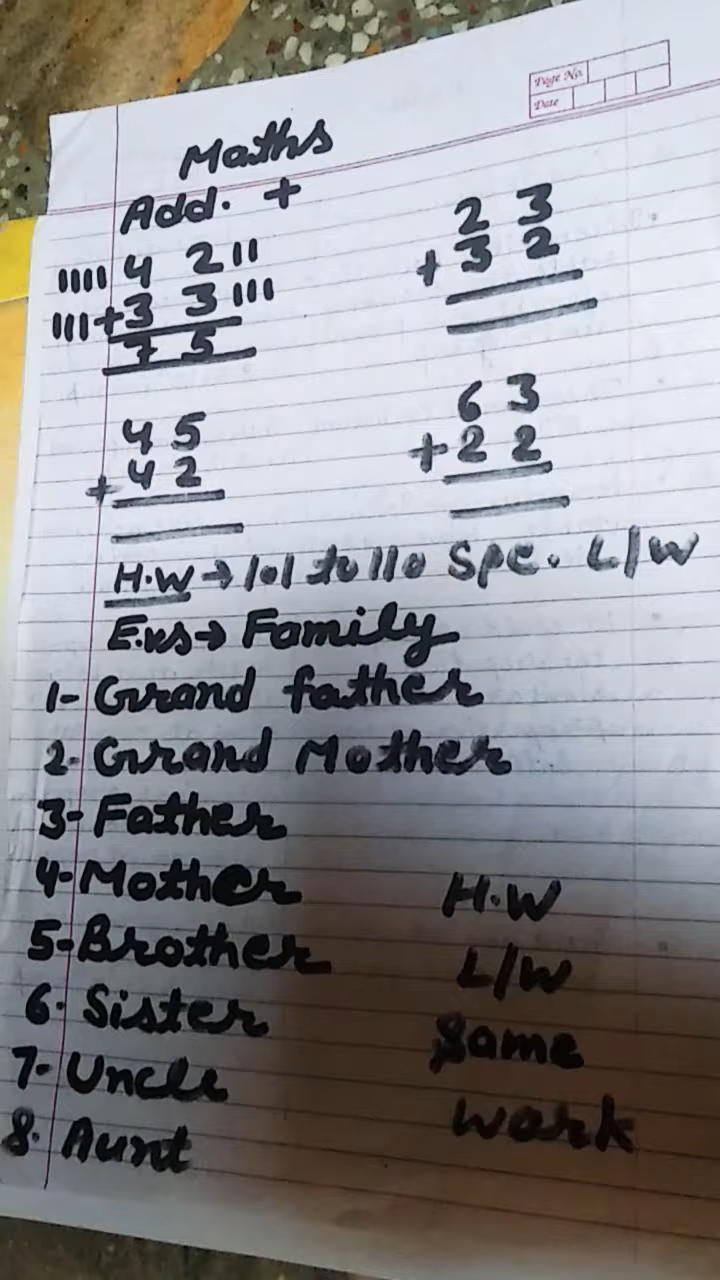 Page No.
Date
Maths
Add. +
|||| 4 2 ||
||| + 3 3 |||
7 5
2 3
+ 3 2
4 5
+ 4 2
6 3
+ 2 2
H.W → 101 to 110 Spe. L/W
E.vs → Family
1- Grand father
2- Grand Mother
3- Father
4- Mother
5- Brother
6- Sister
7- Uncle
8. Aunt
H.W
L/W
Same
Work